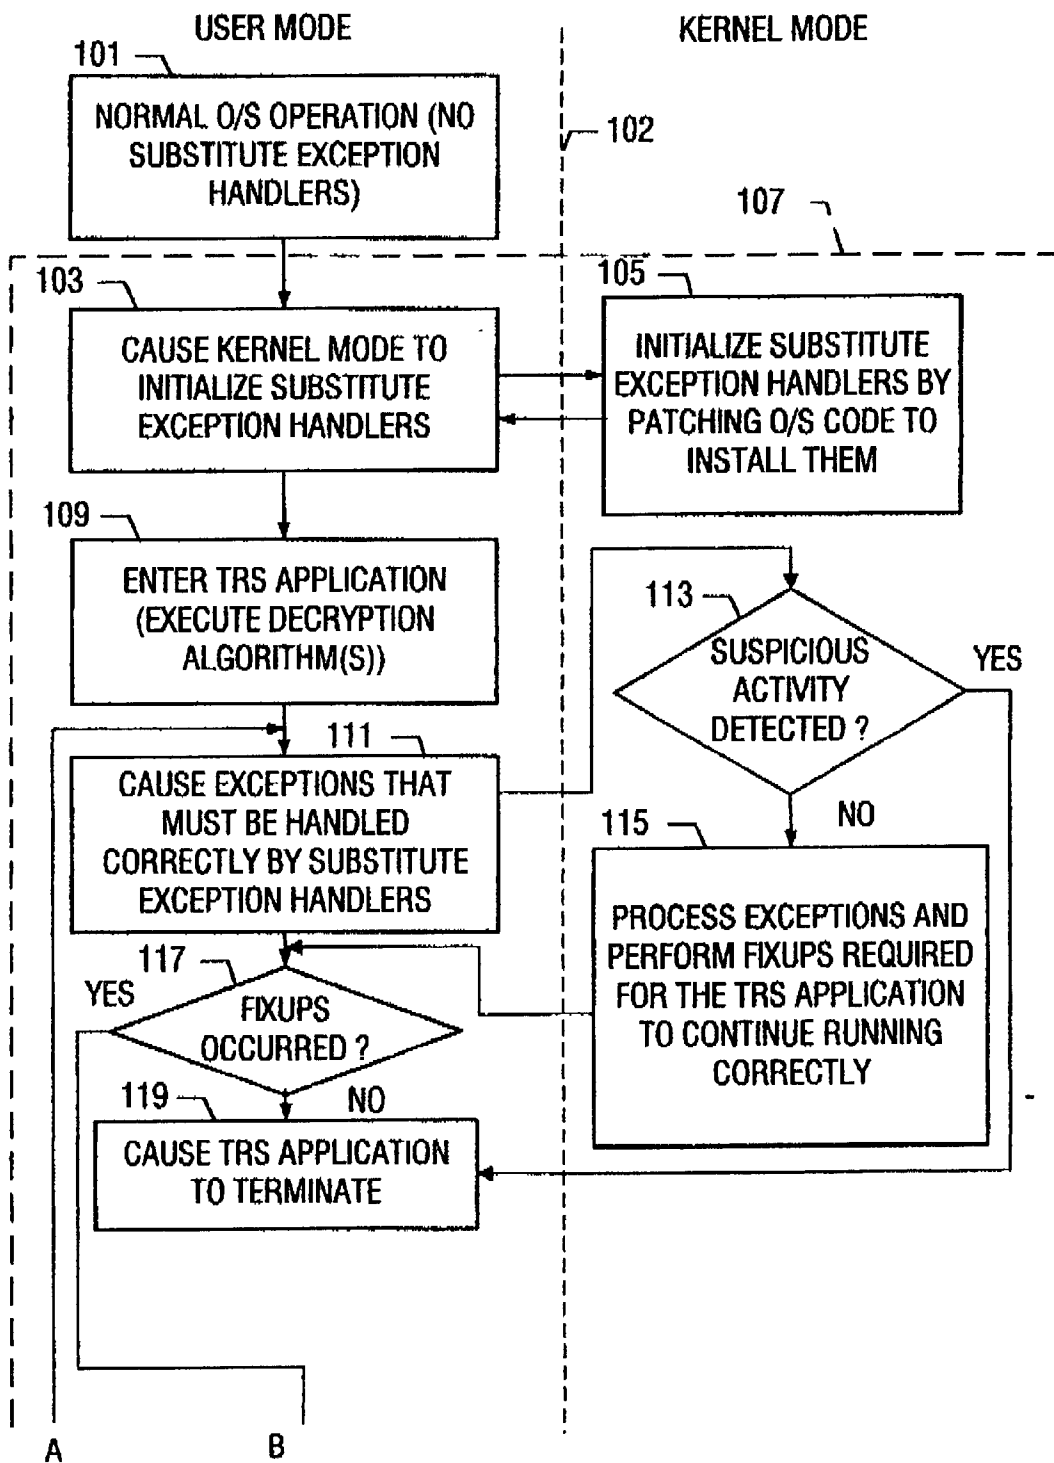 USER MODE
KERNEL MODE
101
NORMAL O/S OPERATION (NO
SUBSTITUTE EXCEPTION
HANDLERS)
102
107
103
CAUSE KERNEL MODE TO
INITIALIZE SUBSTITUTE
EXCEPTION HANDLERS
105
INITIALIZE SUBSTITUTE
EXCEPTION HANDLERS BY
PATCHING O/S CODE TO
INSTALL THEM
109
ENTER TRS APPLICATION
(EXECUTE DECRYPTION
ALGORITHM(S))
113
SUSPICIOUS
ACTIVITY
DETECTED ?
YES
NO
111
CAUSE EXCEPTIONS THAT
MUST BE HANDLED
CORRECTLY BY SUBSTITUTE
EXCEPTION HANDLERS
115
PROCESS EXCEPTIONS AND
PERFORM FIXUPS REQUIRED
FOR THE TRS APPLICATION
TO CONTINUE RUNNING
CORRECTLY
117
YES
FIXUPS
OCCURRED ?
NO
119
CAUSE TRS APPLICATION
TO TERMINATE
A
B